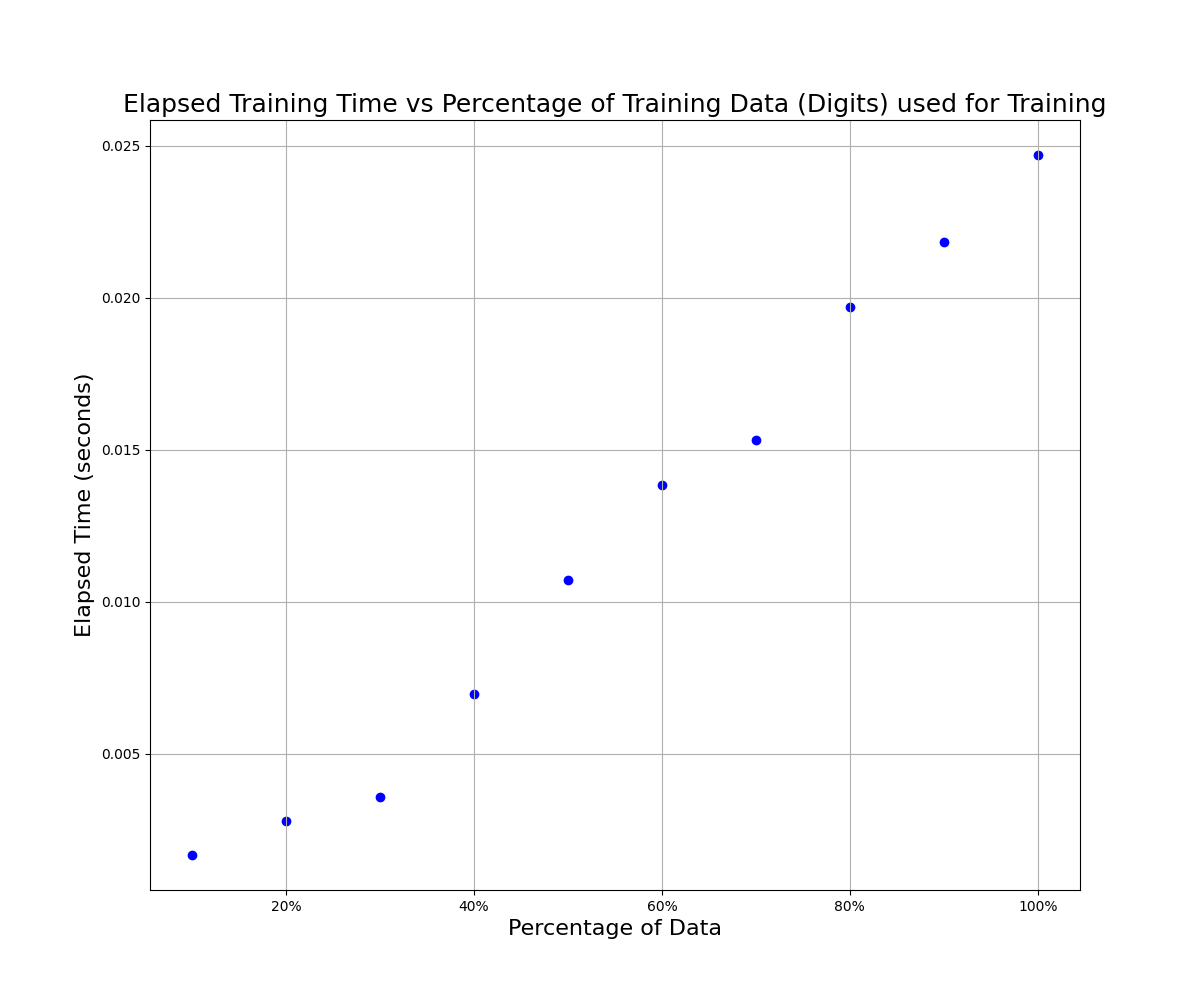 Elapsed Training Time vs Percentage of Training Data (Digits) used for Training
0.025
0.020
0.015
0.010
0.005
Elapsed Time (seconds)
20% 40% 60% 80% 100%
Percentage of Data